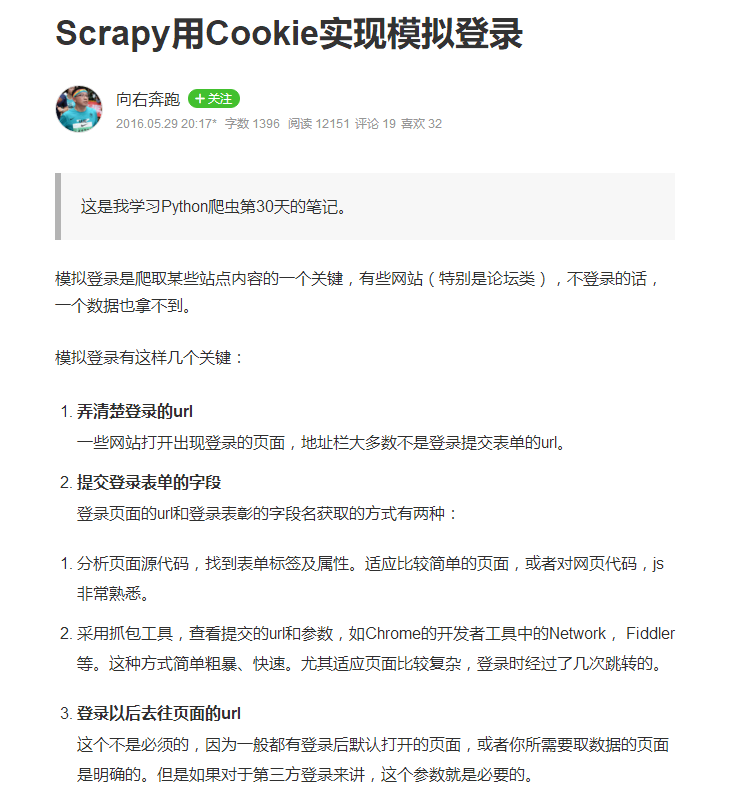 Scrapy用Cookie实现模拟登录
向右奔跑 +关注
2016.05.29 20:17* 字数 1396 阅读 12151 评论 19 喜欢 32
这是我学习Python爬虫第30天的笔记。
模拟登录是爬取某些站点内容的一个关键，有些网站（特别是论坛类），不登录的话，
一个数据也拿不到。
模拟登录有这样几个关键：
1. 弄清楚登录的url
一些网站打开出现登录的页面，地址栏大多数不是登录提交表单的url。
2. 提交登录表单的字段
登录页面的url和登录表彰的字段名获取的方式有两种：
1. 分析页面源代码，找到表单标签及属性。适应比较简单的页面，或者对网页代码，js
非常熟悉。
2. 采用抓包工具，查看提交的url和参数，如Chrome的开发者工具中的Network， Fiddler
等。这种方式简单粗暴、快速。尤其适应页面比较复杂，登录时经过了几次跳转的。
3. 登录以后去往页面的url
这个不是必须的，因为一般都有登录后默认打开的页面，或者你所需要取数据的页面
是明确的。但是如果对于第三方登录来讲，这个参数就是必要的。